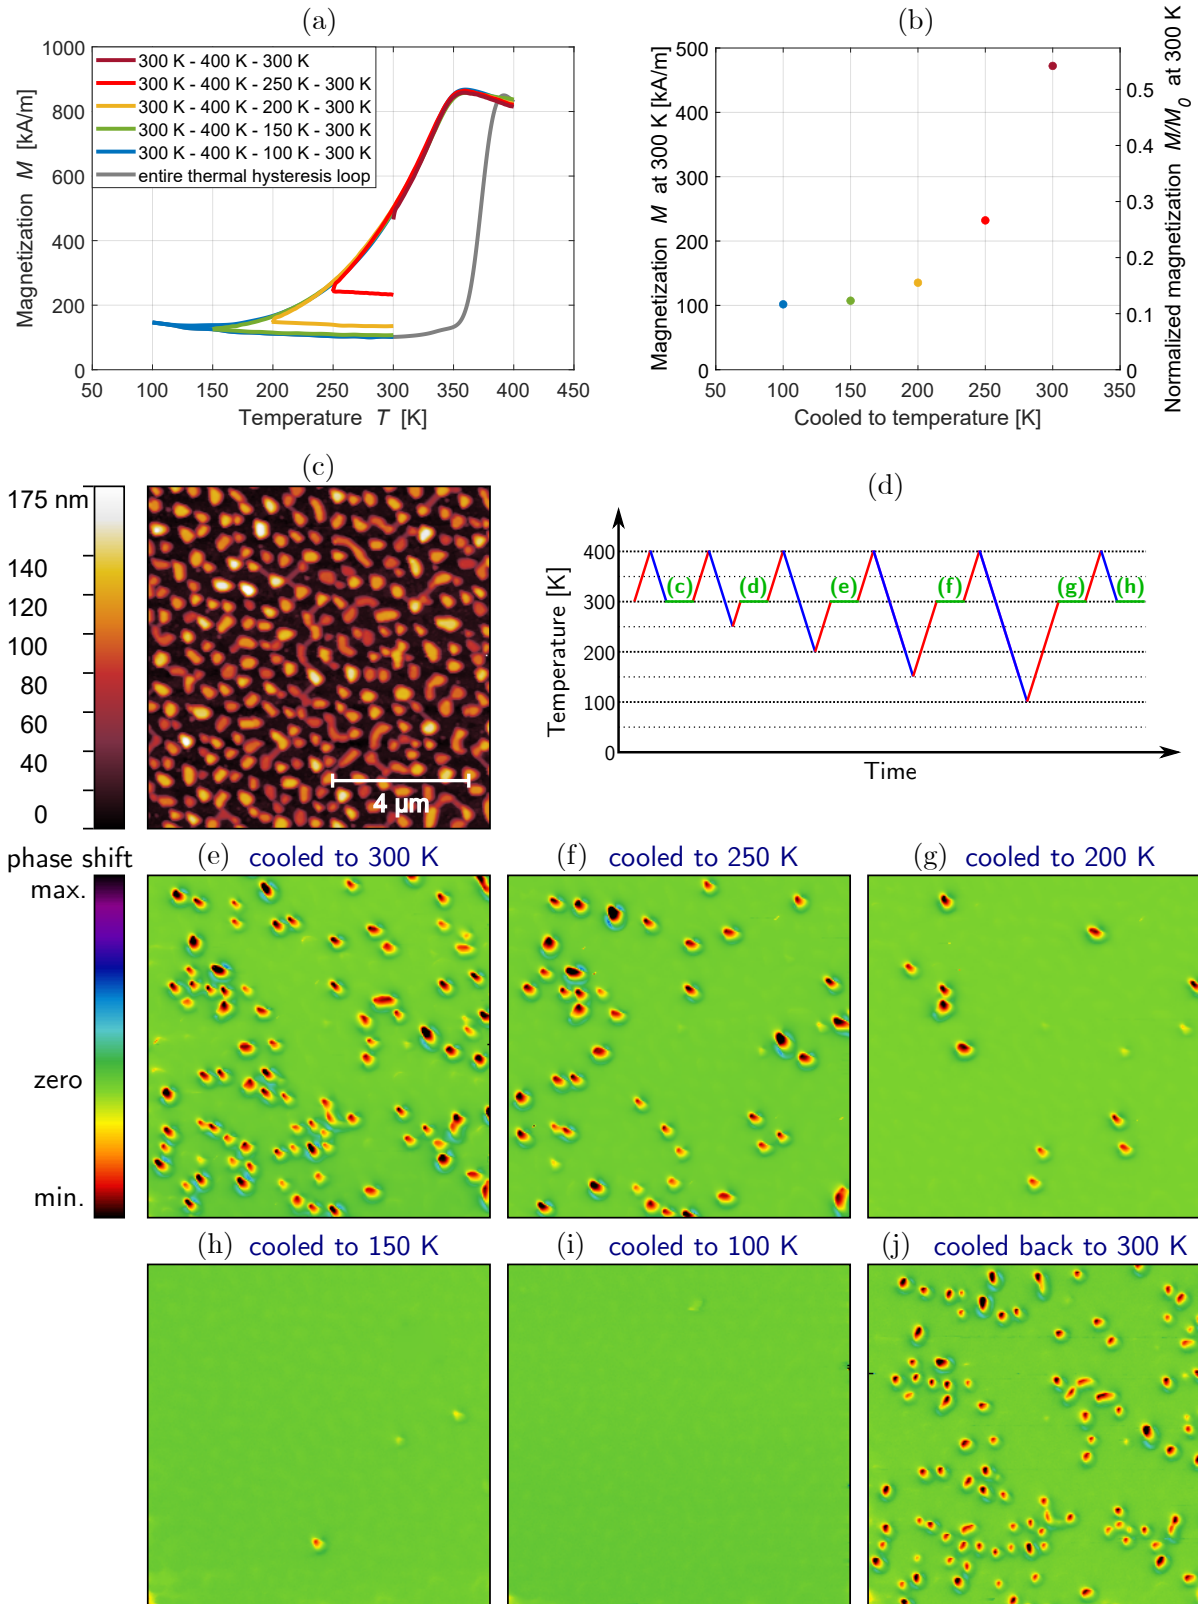 (a)
Magnetization M [kA/m]
1000
800
600
400
200
0
300 K - 400 K - 300 K
300 K - 400 K - 250 K - 300 K
300 K - 400 K - 200 K - 300 K
300 K - 400 K - 150 K - 300 K
300 K - 400 K - 100 K - 300 K
entire thermal hysteresis loop
50 100 150 200 250 300 350 400 450
Temperature T [K]
(b)
Magnetization M at 300 K [kA/m]
500
450
400
350
300
250
200
150
100
50
0
Normalized magnetization M/M0 at 300 K
0.5
0.4
0.3
0.2
0.1
0
50 100 150 200 250 300 350
Cooled to temperature [K]
(c)
175 nm
140
120
100
80
60
40
0
4 µm
(d)
Temperature [K]
400
300
200
100
0
(c) (d) (e) (f) (g) (h)
Time
phase shift
max.
zero
min.
(e) cooled to 300 K
(f) cooled to 250 K
(g) cooled to 200 K
(h) cooled to 150 K
(i) cooled to 100 K
(j) cooled back to 300 K